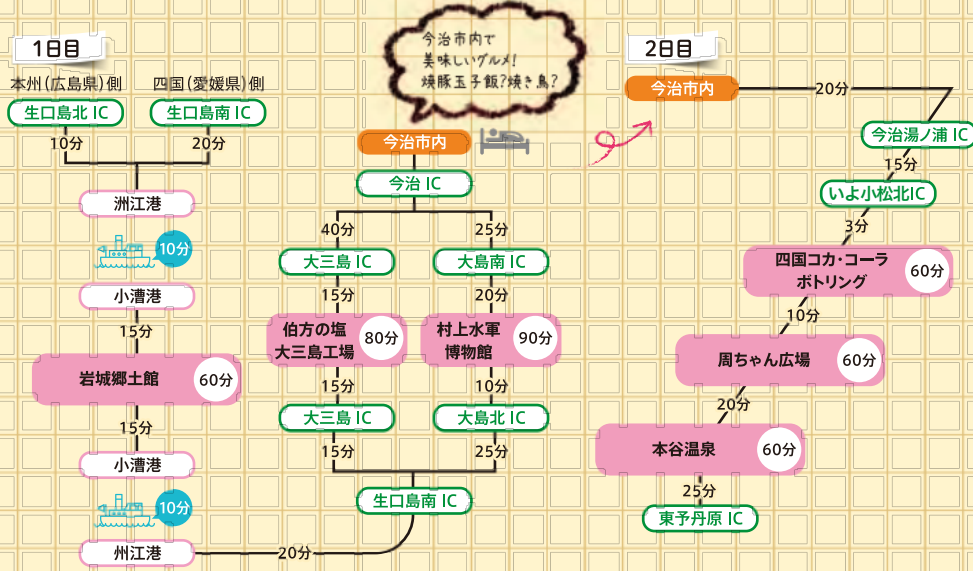 1日目
本州(広島県)側
四国(愛媛県)側
生口島北 IC
生口島南 IC
10分
20分
洲江港
10分
小漕港
15分
岩城郷土館
60分
15分
小漕港
10分
州江港
20分
生口島南 IC
15分
25分
大三島 IC
大島北 IC
15分
10分
伯方の塩
大三島工場
80分
村上水軍
博物館
90分
15分
20分
大三島 IC
大島南 IC
40分
25分
今治 IC
今治市内
今治市内で
美味しいグルメ!
焼豚玉子飯?焼き鳥?
2日目
今治市内
20分
今治湯ノ浦 IC
15分
いよ小松北IC
3分
四国コカ・コーラ
ボトリング
60分
10分
周ちゃん広場
60分
20分
本谷温泉
60分
25分
東予丹原 IC